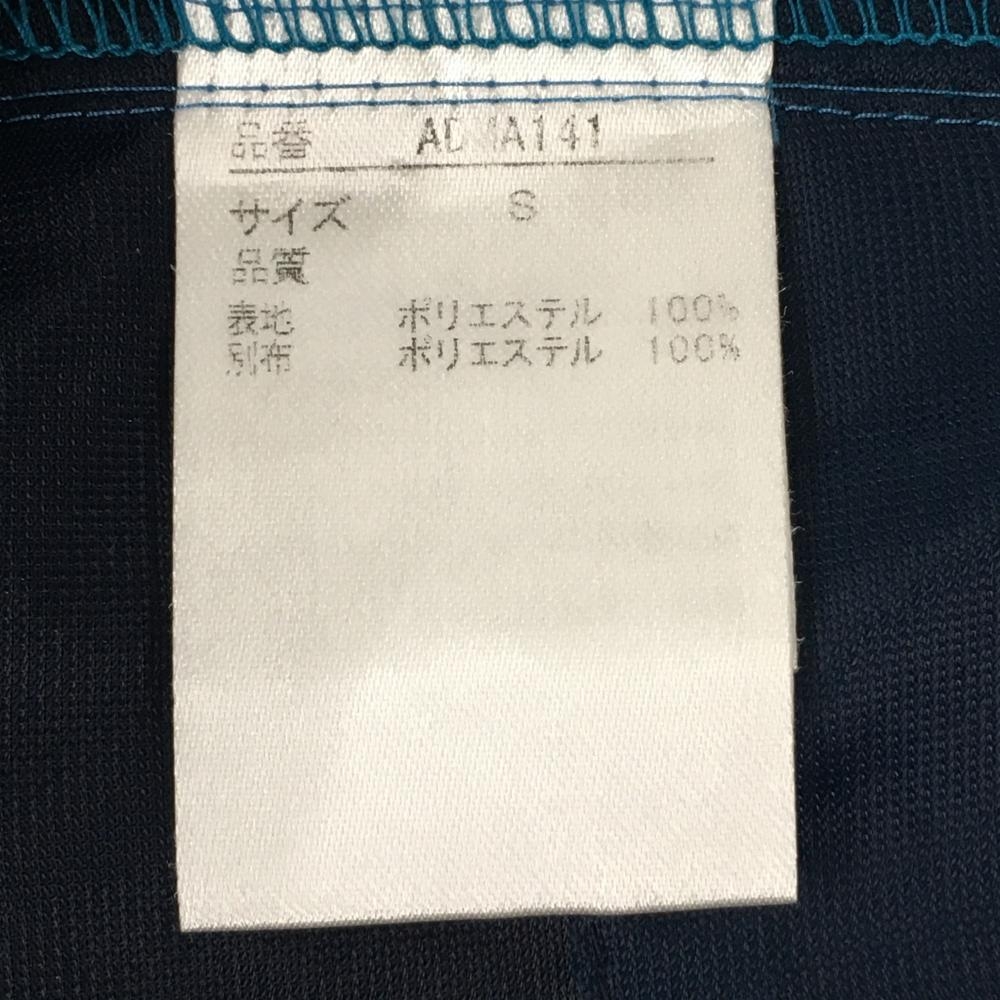 品番
サイズ S
品質
表地 ポリエステル 100%
別布 ポリエステル 100%